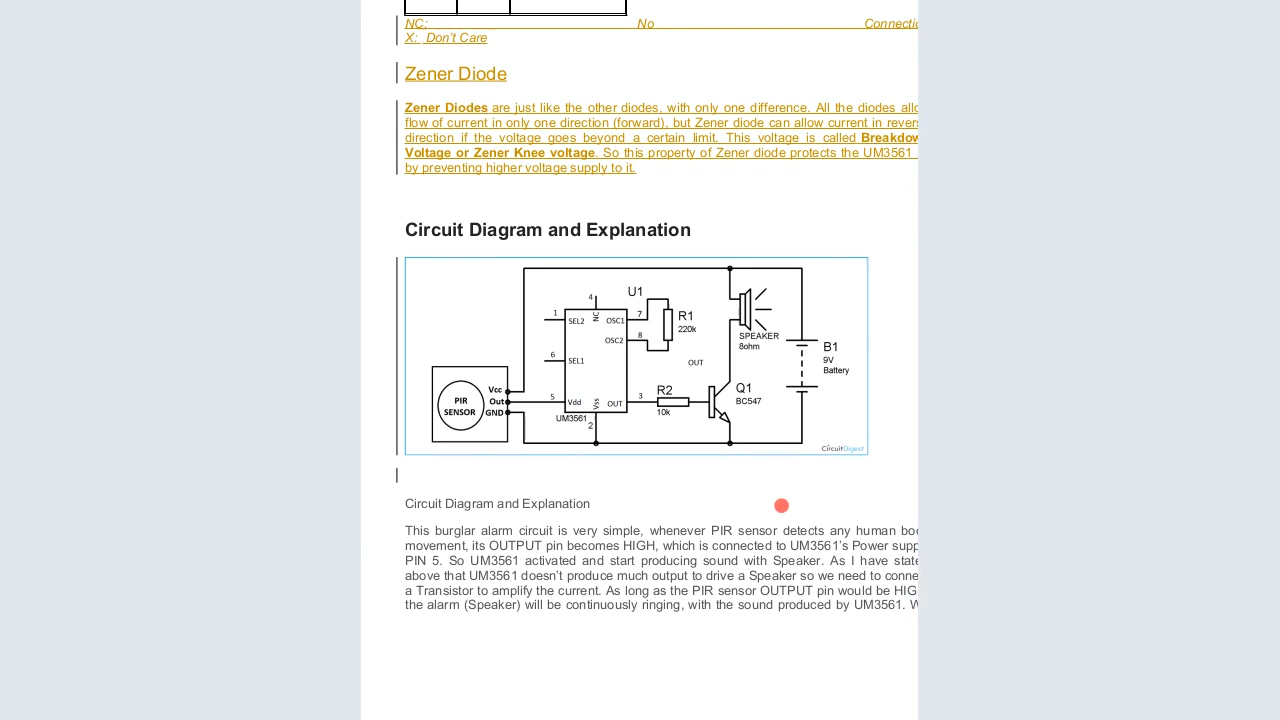 NC: No Connectio
X: Don't Care
Zener Diode
Zener Diodes are just like the other diodes, with only one difference. All the diodes allo
flow of current in only one direction (forward), but Zener diode can allow current in revers
direction if the voltage goes beyond a certain limit. This voltage is called Breakdow
Voltage or Zener Knee voltage. So this property of Zener diode protects the UM3561
by preventing higher voltage supply to it.
Circuit Diagram and Explanation
4 U1
1 SEL2 NC OSC1 7 R1
220k
8
OSC2
SPEAKER
8ohm
B1
9V
Battery
6 SEL1
OUT
PIR
SENSOR
Vcc
Out
GND
5 Vdd Vss OUT 3
UM3561
2
R2
10k
Q1
BC547
CircuitDigest
Circuit Diagram and Explanation
This burglar alarm circuit is very simple, whenever PIR sensor detects any human bod
movement, its OUTPUT pin becomes HIGH, which is connected to UM3561's Power supp
PIN 5. So UM3561 activated and start producing sound with Speaker. As I have state
above that UM3561 doesn't produce much output to drive a Speaker so we need to conne
a Transistor to amplify the current. As long as the PIR sensor OUTPUT pin would be HIG
the alarm (Speaker) will be continuously ringing, with the sound produced by UM3561. W